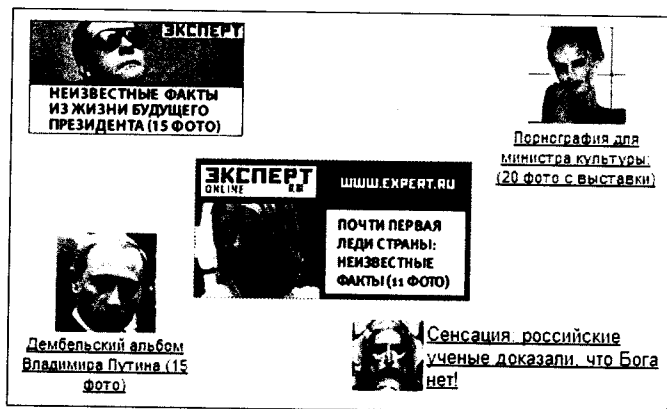 ЭКСПЕРТ
НЕИЗВЕСТНЫЕ ФАКТЫ
ИЗ ЖИЗНИ БУДУЩЕГО
ПРЕЗИДЕНТА (15 ФОТО)
Порнография для
министра культуры:
(20 фото с выставки)
ЭКСПЕРТ
ONLINE
WWW.EXPERT.RU
ПОЧТИ ПЕРВАЯ
ЛЕДИ СТРАНЫ:
НЕИЗВЕСТНЫЕ
ФАКТЫ (11 ФОТО)
Дембельский альбом
Владимира Путина (15
фото)
Сенсация: российские
ученые доказали, что Бога
нет!